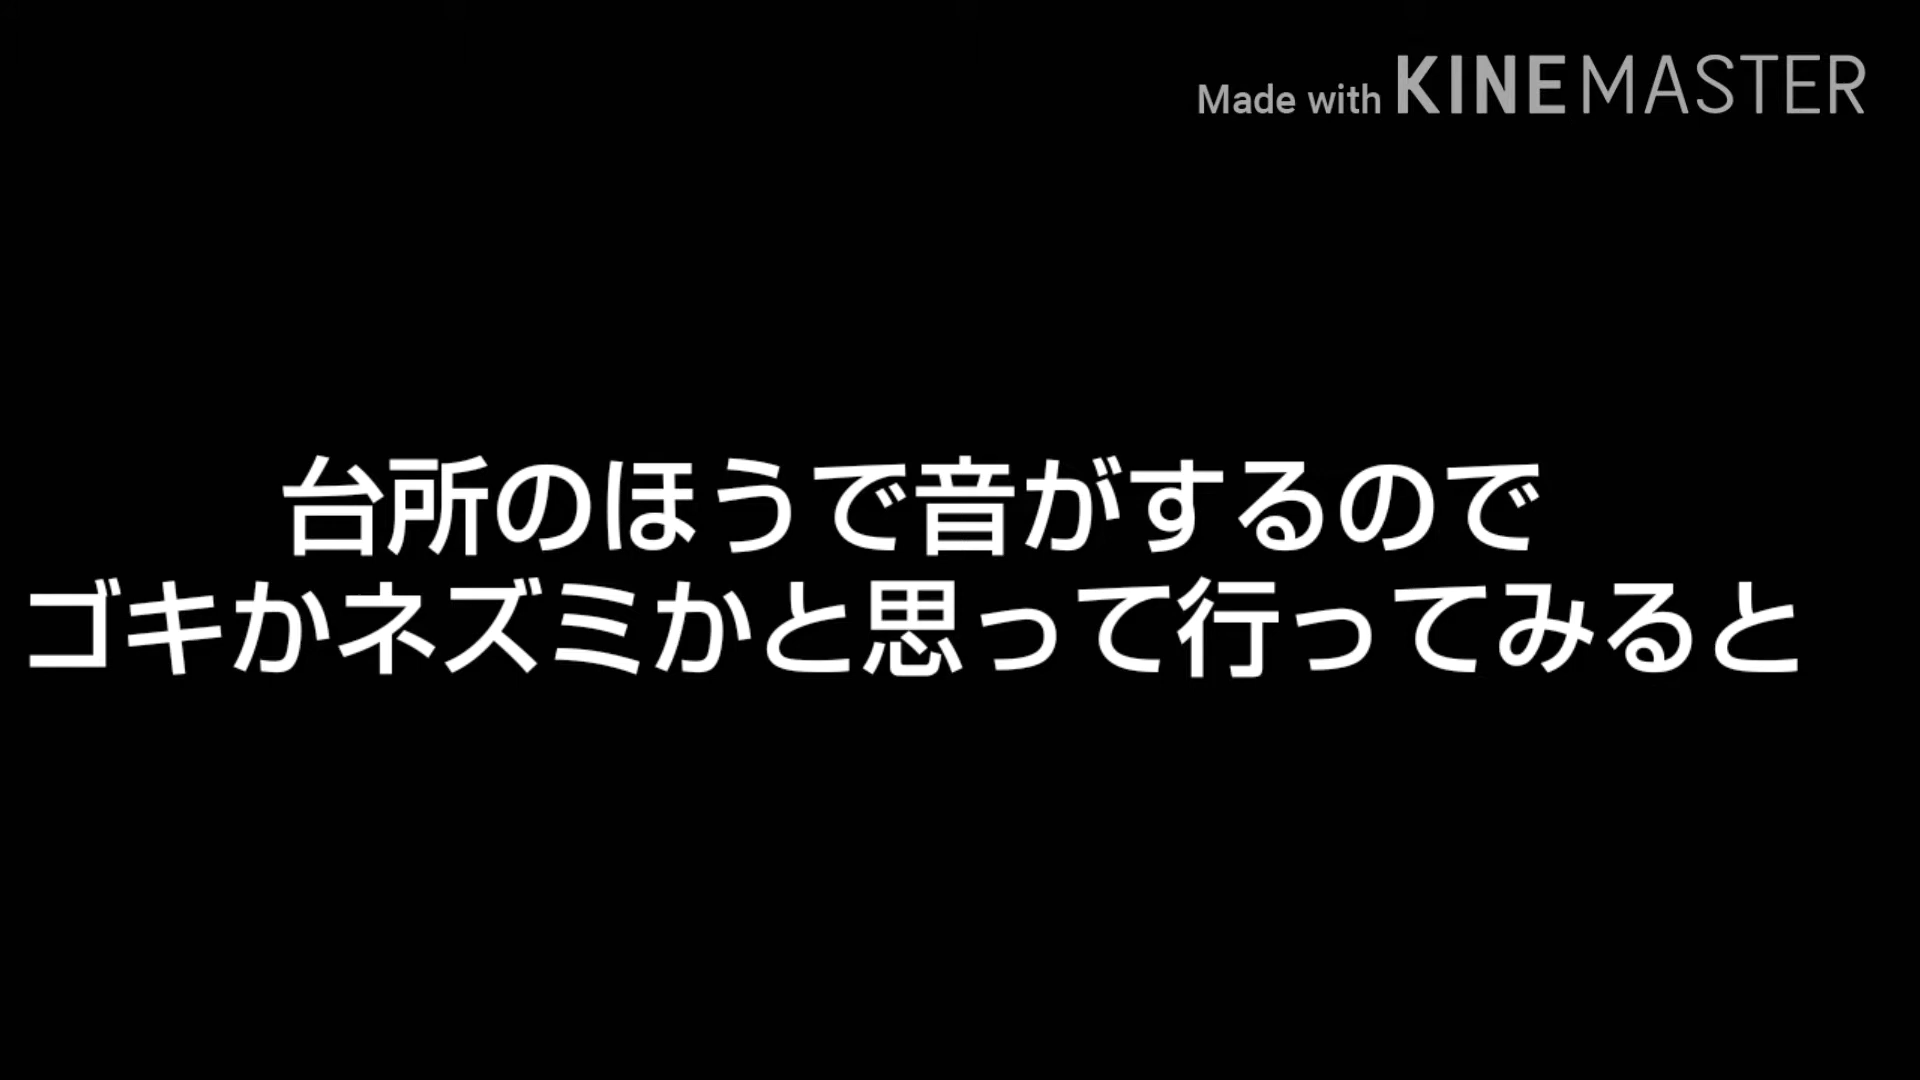 Made with KINEMASTER
台所のほうで音がするので
ゴキかネズミかと思って行ってみると